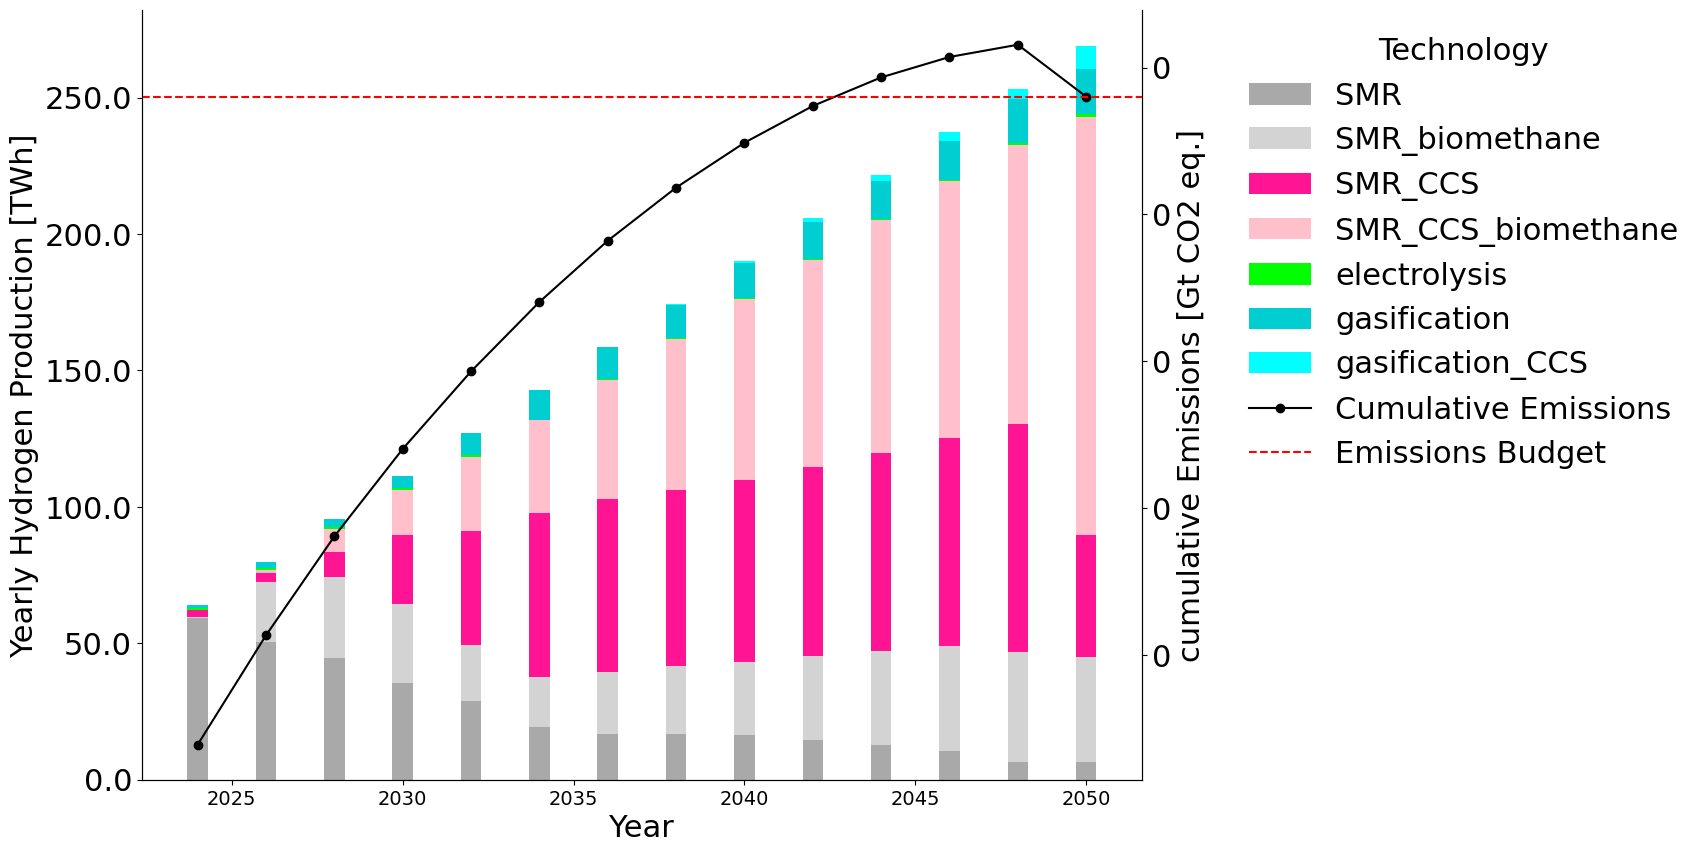 Yearly Hydrogen Production [TWh]
250.0
200.0
150.0
100.0
50.0
0.0
2025
2030
2035
2040
2045
2050
Year
0
0
0
0
0
cumulative Emissions [Gt CO2 eq.]
Technology
SMR
SMR_biomethane
SMR_CCS
SMR_CCS_biomethane
electrolysis
gasification
gasification_CCS
Cumulative Emissions
Emissions Budget